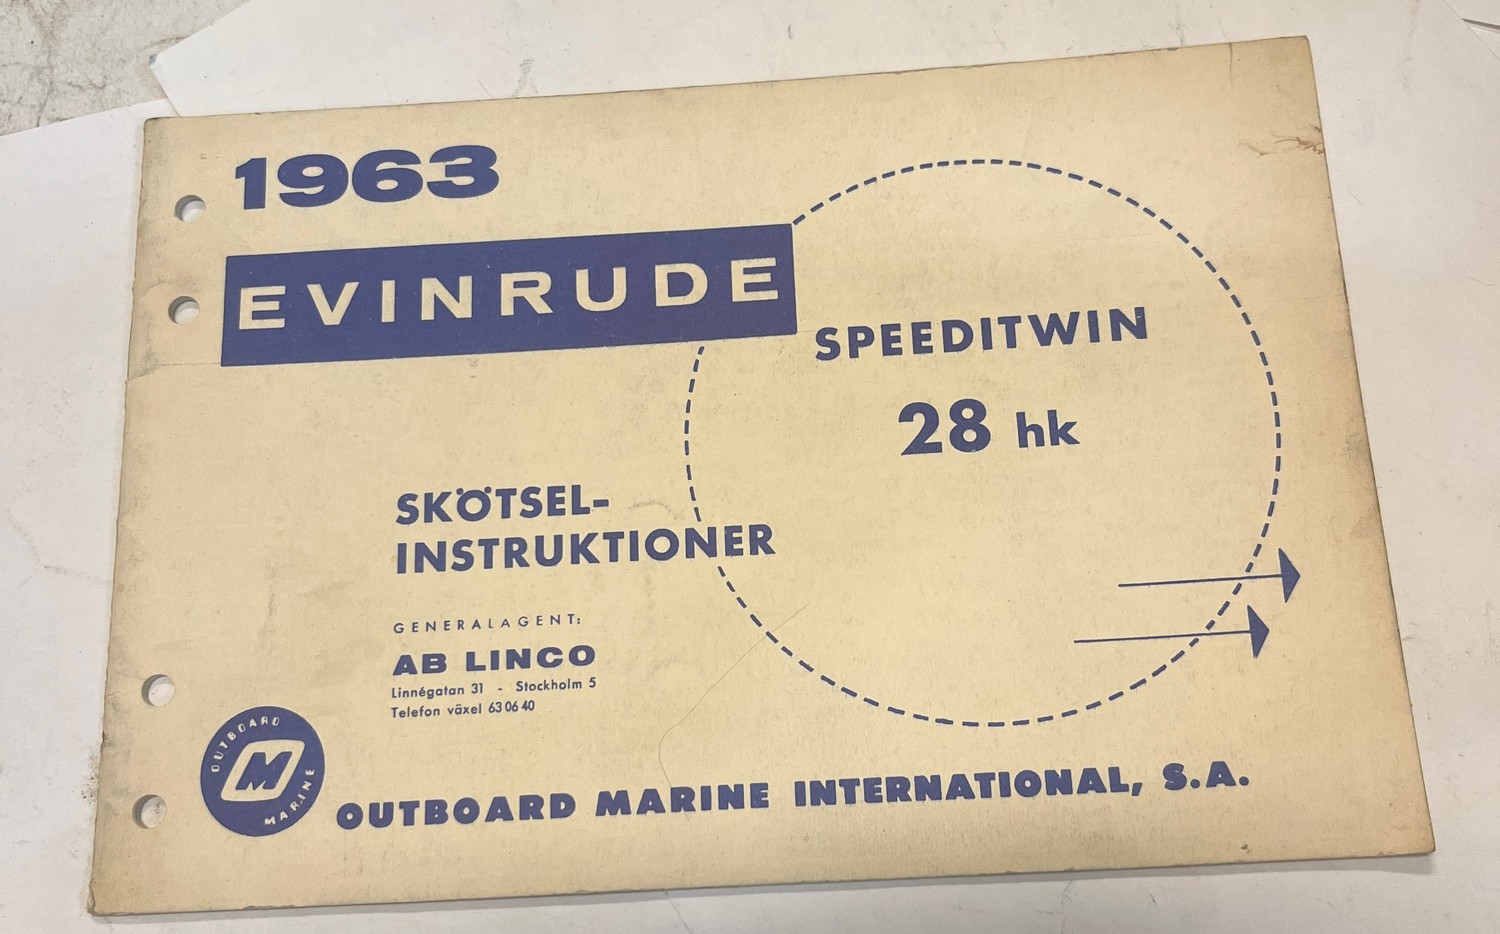 1963
EVINRUDE
SPEEDITWIN
28 hk
SKÖTSEL-
INSTRUKTIONER
GENERALAGENT:
AB LINCO
Linnégatan 31 - Stockholm 5
Telefon växel 63 06 40
OUTBOARD
M
MARINE
OUTBOARD MARINE INTERNATIONAL, S.A.